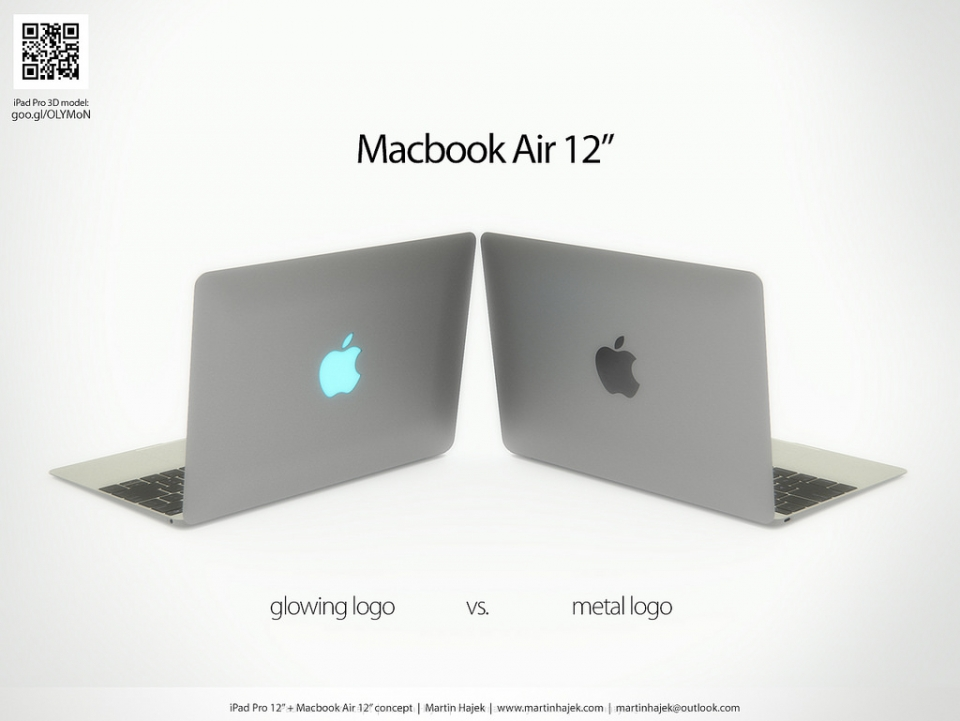 iPad Pro 3D model:
goo.gl/OLYMoN
Macbook Air 12”
glowing logo vs. metal logo
iPad Pro 12” + Macbook Air 12” concept | Martin Hajek | www.martinhajek.com | martinhajek@outlook.com